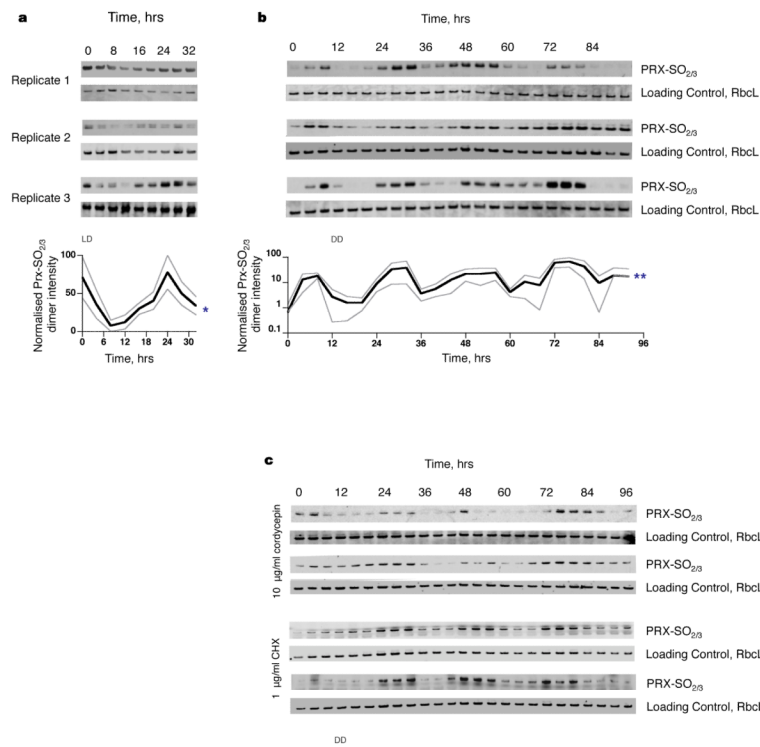 a
Time, hrs
0 8 16 24 32
Replicate 1
Replicate 2
Replicate 3
LD
Normalised Prx-SO2/3
dimer intensity
100
50
0
0 6 12 18 24 30
*
Time, hrs
b
Time, hrs
0 12 24 36 48 60 72 84
PRX-SO2/3
Loading Control, RbcL
PRX-SO2/3
Loading Control, RbcL
PRX-SO2/3
Loading Control, RbcL
DD
Normalised Prx-SO2/3
dimer intensity
100
10
1
0.1
0 12 24 36 48 60 72 84 96
**
Time, hrs
c
Time, hrs
0 12 24 36 48 60 72 84 96
10 µg/ml cordycepin
PRX-SO2/3
Loading Control, RbcL
PRX-SO2/3
Loading Control, RbcL
1 µg/ml CHX
PRX-SO2/3
Loading Control, RbcL
PRX-SO2/3
Loading Control, RbcL
DD